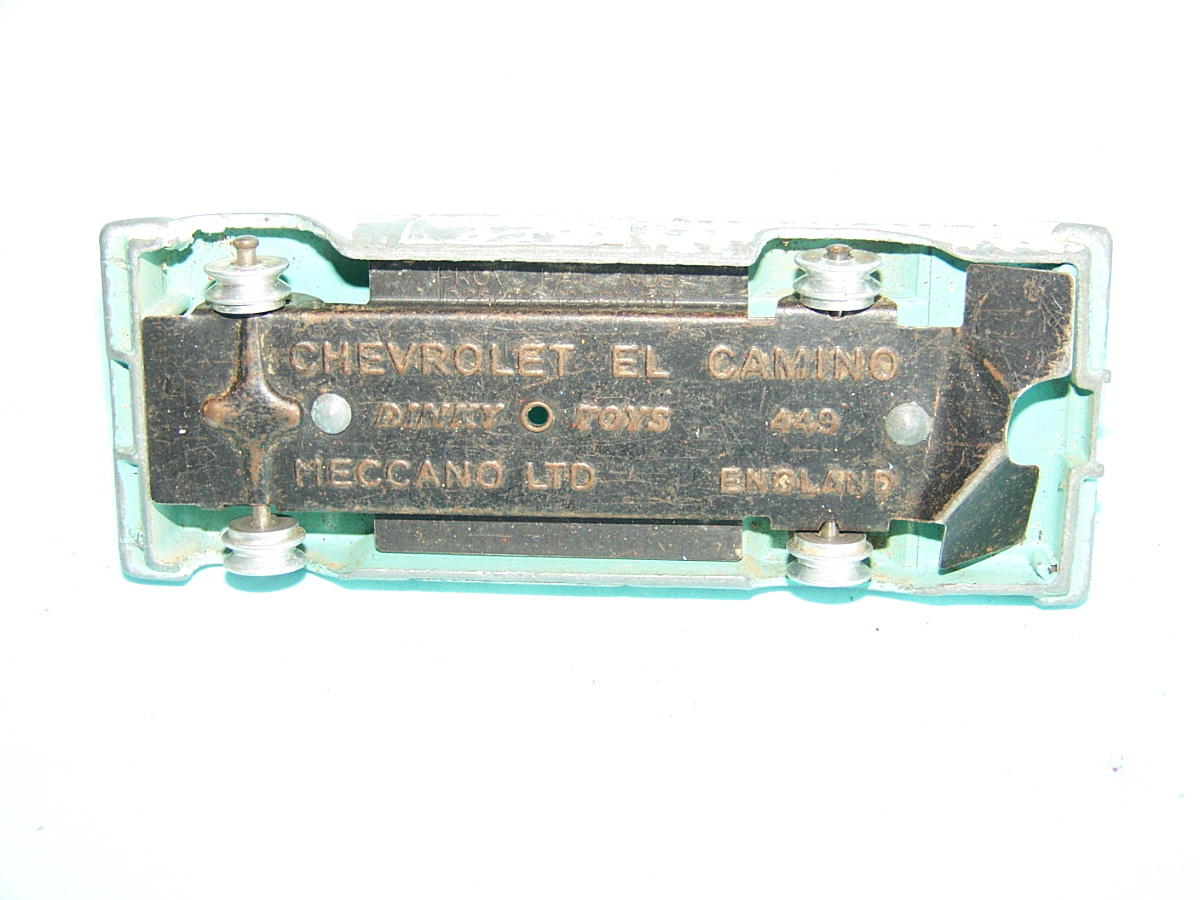 CHEVROLET EL CAMINO
DINKY TOYS 449
MECCANO LTD ENGLAND